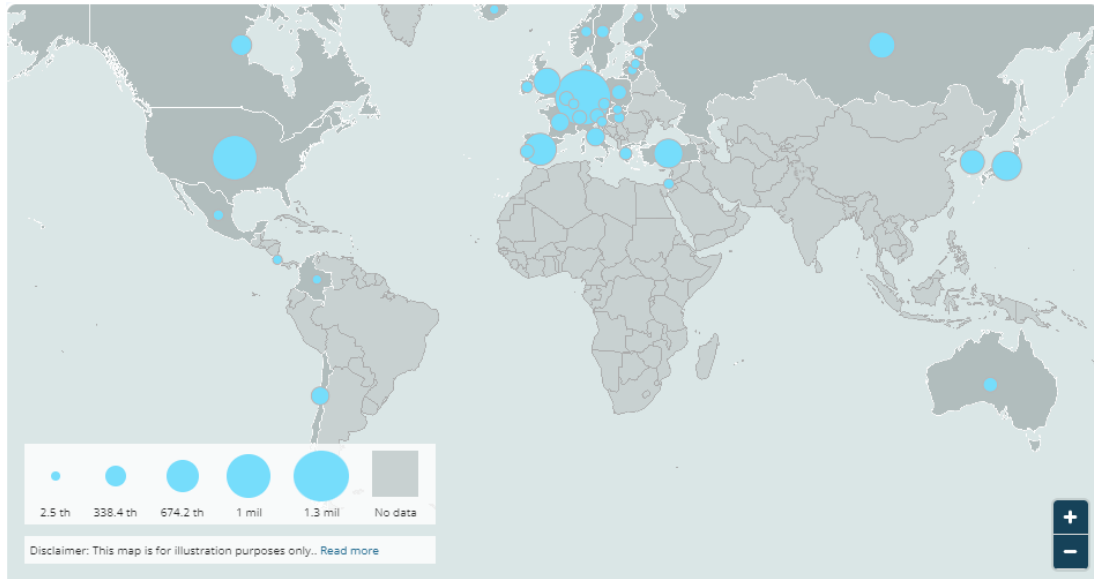 2.5 th 338.4 th 674.2 th 1 mil 1.3 mil No data
Disclaimer: This map is for illustration purposes only.. Read more
+
−